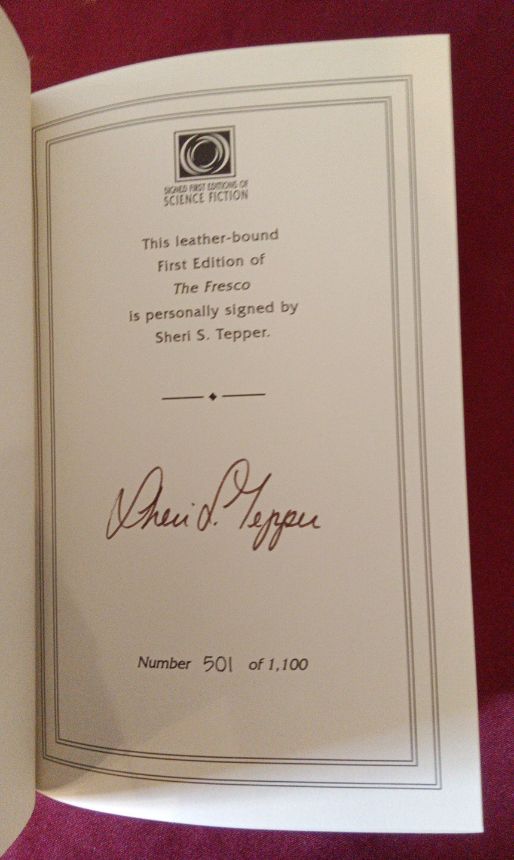 SIGNED FIRST EDITIONS OF
SCIENCE FICTION
This leather-bound
First Edition of
The Fresco
is personally signed by
Sheri S. Tepper.
Sheri S. Tepper
Number 501 of 1,100